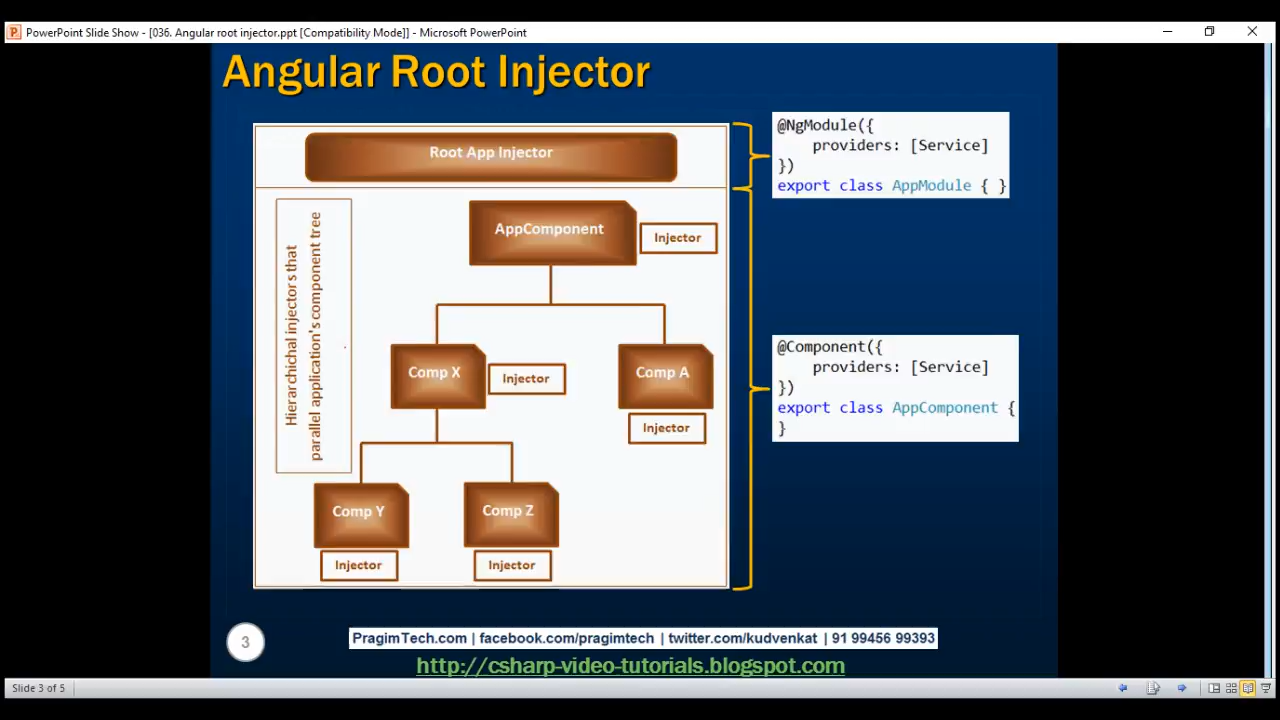 PowerPoint Slide Show - [036. Angular root injector.ppt [Compatibility Mode]] - Microsoft PowerPoint
Angular Root Injector
Root App Injector
@NgModule({
providers: [Service]
})
export class AppModule { }
Hierarchichal injectors that
parallel application's component tree
AppComponent
Injector
Comp X
Injector
Comp A
Injector
Comp Y
Injector
Comp Z
Injector
@Component({
providers: [Service]
})
export class AppComponent {
}
3
PragimTech.com | facebook.com/pragimtech | twitter.com/kudvenkat | 91 99456 99393
http://csharp-video-tutorials.blogspot.com
Slide 3 of 5